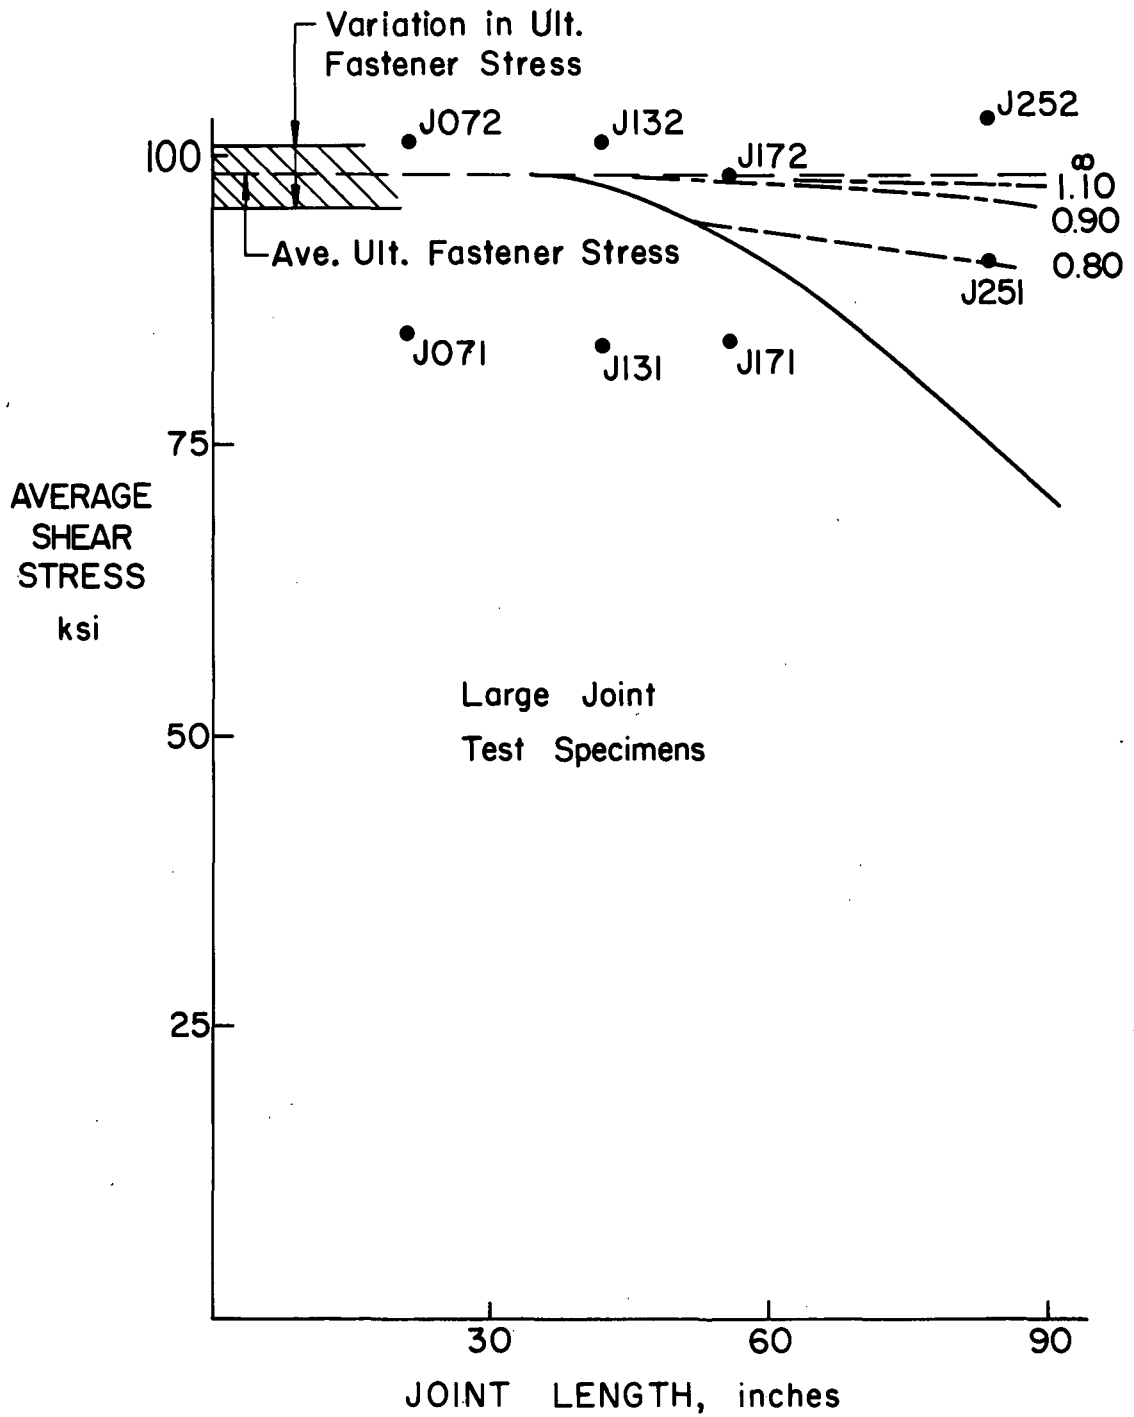 Variation in Ult.
Fastener Stress
J072
J132
J252
100
J172
∞
1.10
0.90
Ave. Ult. Fastener Stress
0.80
J251
J071
J131
J171
75
AVERAGE
SHEAR
STRESS
ksi
Large Joint
Test Specimens
50
25
30
60
90
JOINT LENGTH, inches